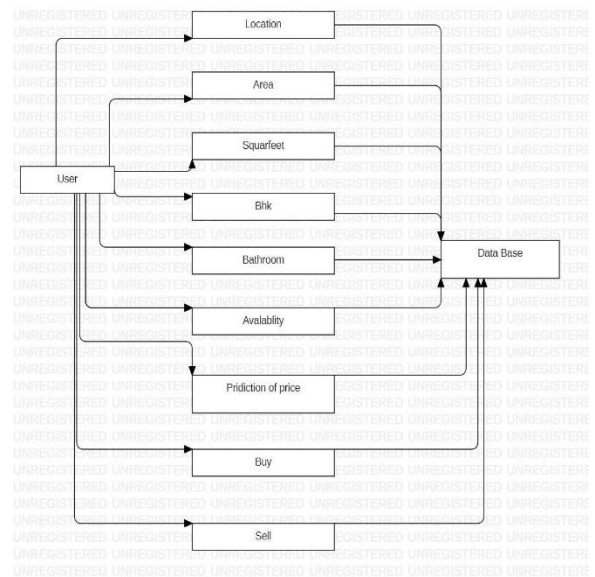 Location
Area
Squarfeet
User
Bhk
Data Base
Bathroom
Avalablity
Pridiction of price
Buy
Sell